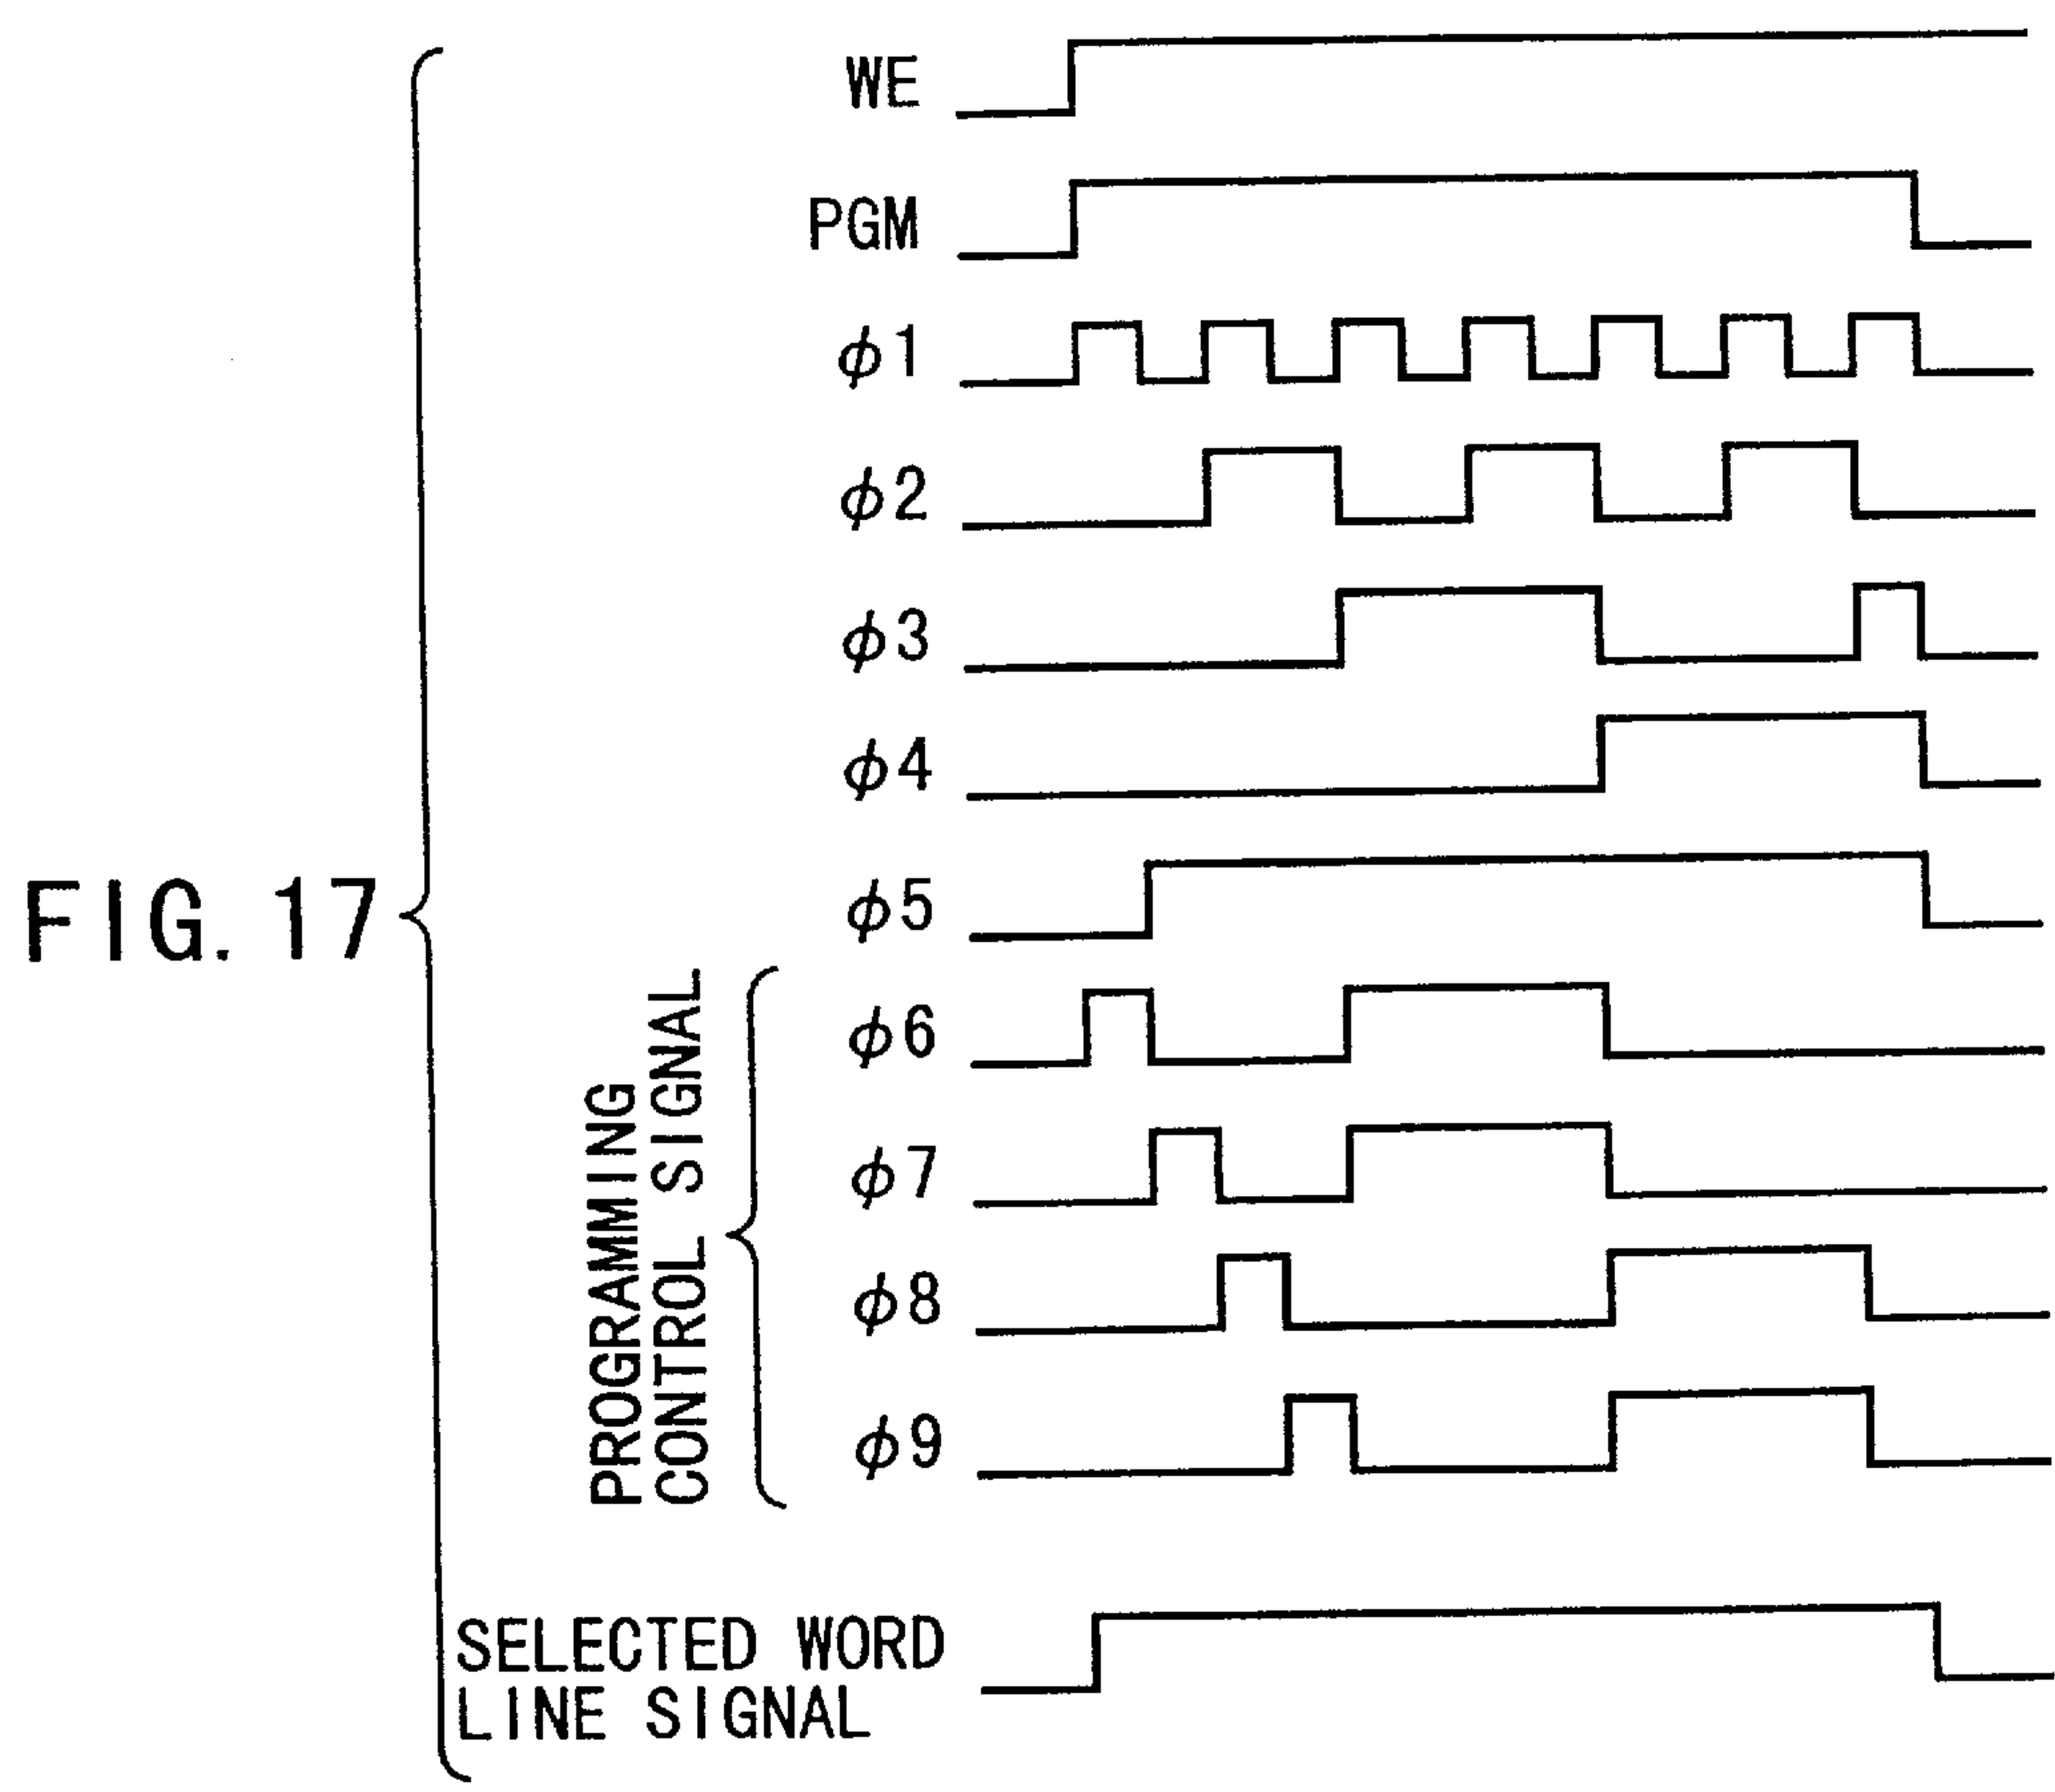 FIG. 17
WE
PGM
φ1
φ2
φ3
φ4
φ5
PROGRAMMING
CONTROL SIGNAL
φ6
φ7
φ8
φ9
SELECTED WORD
LINE SIGNAL